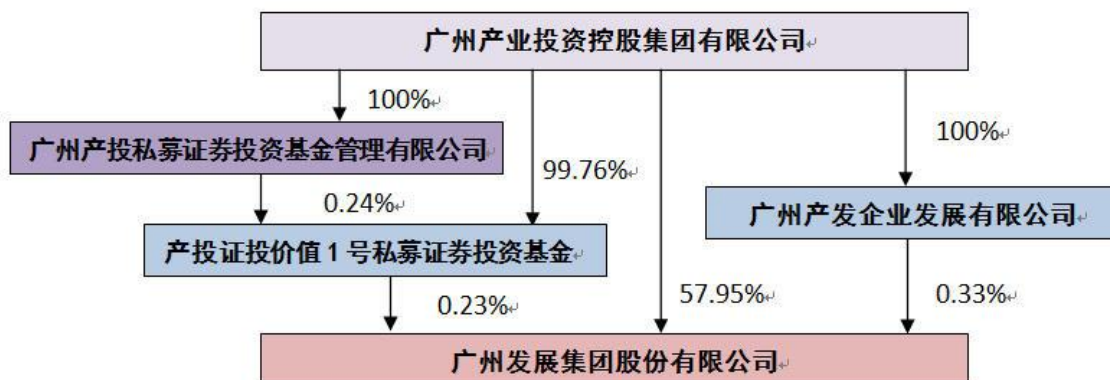 广州产业投资控股集团有限公司
100%
100%
广州产投私募证券投资基金管理有限公司
99.76%
0.24%
广州产发企业发展有限公司
产投证投价值1号私募证券投资基金
0.23%
57.95%
0.33%
广州发展集团股份有限公司